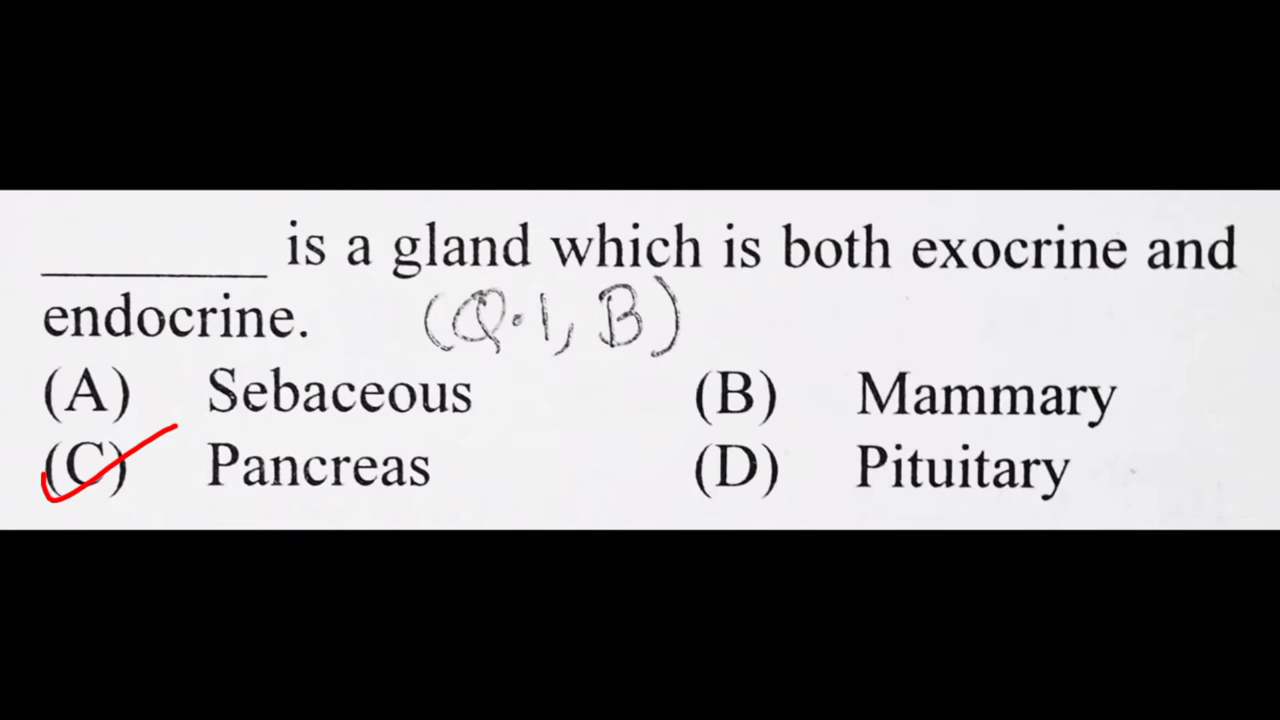 ________ is a gland which is both exocrine and
endocrine. (Q.1, B)
(A) Sebaceous (B) Mammary
(C) Pancreas (D) Pituitary